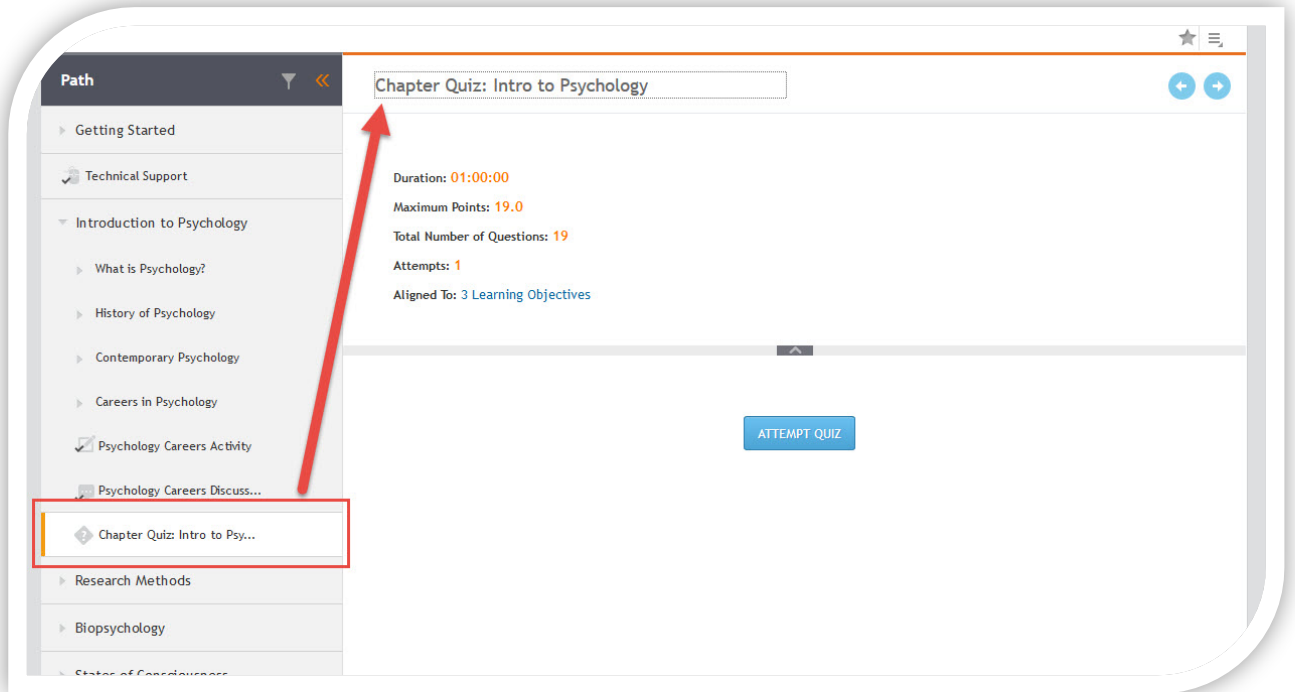 Path
Getting Started
Technical Support
Introduction to Psychology
What is Psychology?
History of Psychology
Contemporary Psychology
Careers in Psychology
Psychology Careers Activity
Psychology Careers Discuss...
Chapter Quiz: Intro to Psy...
Research Methods
Biopsychology
States of Consciousness
Chapter Quiz: Intro to Psychology
Duration: 01:00:00
Maximum Points: 19.0
Total Number of Questions: 19
Attempts: 1
Aligned To: 3 Learning Objectives
ATTEMPT QUIZ